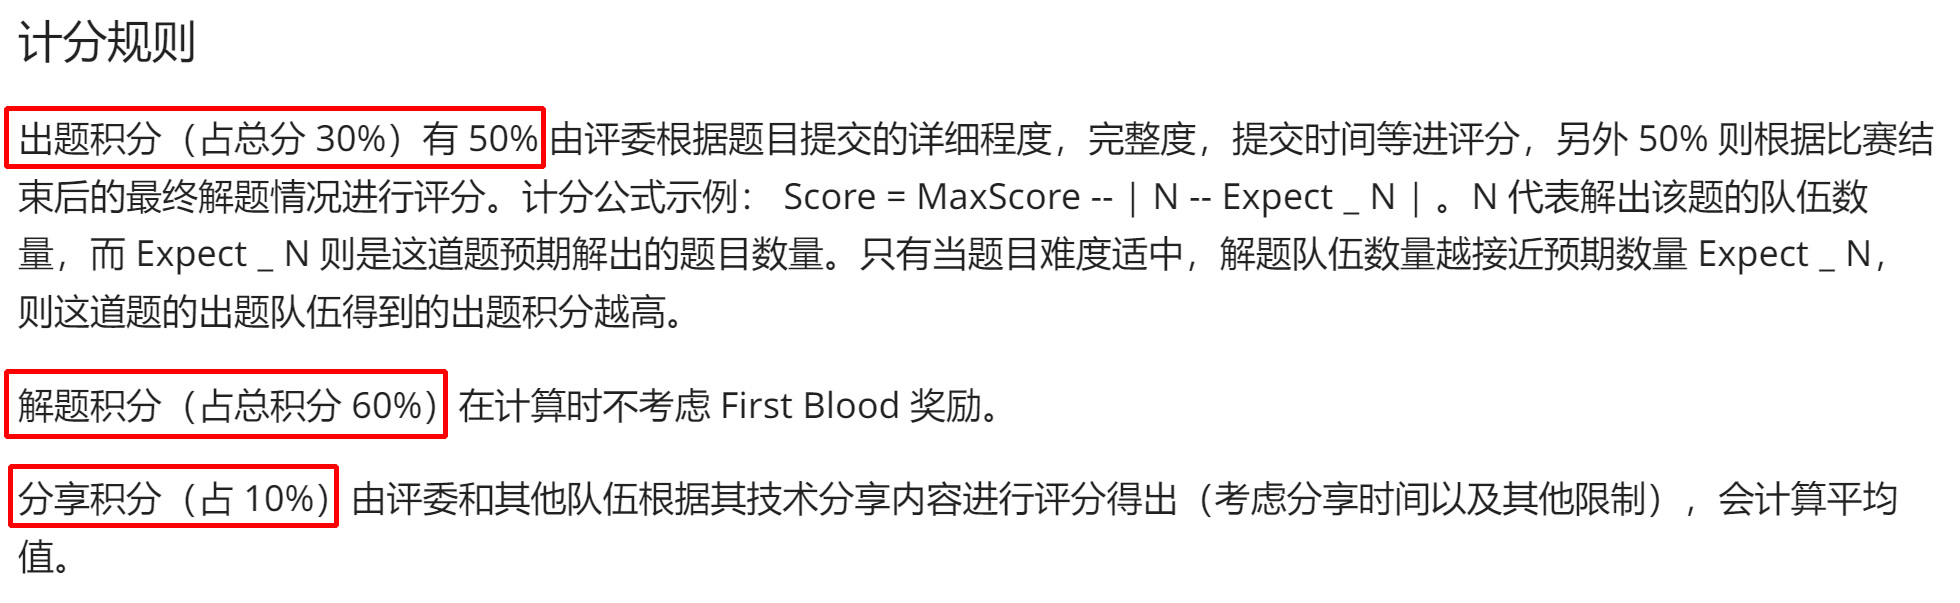 计分规则
出题积分（占总分 30%）有 50% 由评委根据题目提交的详细程度，完整度，提交时间等进评分，另外 50% 则根据比赛结
束后的最终解题情况进行评分。计分公式示例： Score = MaxScore -- | N -- Expect _ N | 。N 代表解出该题的队伍数
量，而 Expect _ N 则是这道题预期解出的题目数量。只有当题目难度适中，解题队伍数量越接近预期数量 Expect _ N，
则这道题的出题队伍得到的出题积分越高。
解题积分（占总积分 60%）在计算时不考虑 First Blood 奖励。
分享积分（占 10%）由评委和其他队伍根据其技术分享内容进行评分得出（考虑分享时间以及其他限制），会计算平均
值。